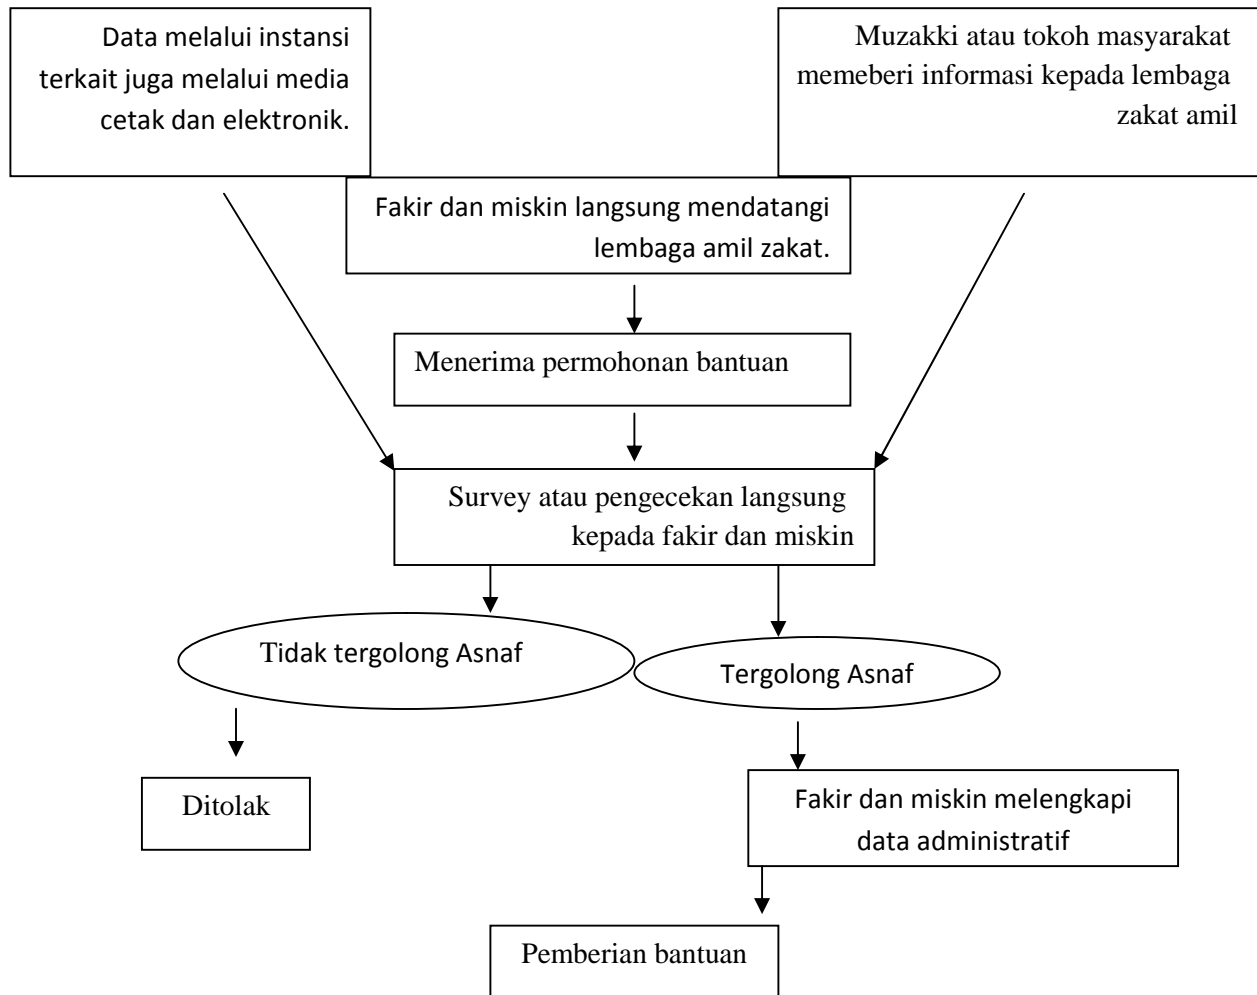 Data melalui instansi
terkait juga melalui media
cetak dan elektronik.
Muzakki atau tokoh masyarakat
memeberi informasi kepada lembaga
zakat amil
Fakir dan miskin langsung mendatangi
lembaga amil zakat.
Menerima permohonan bantuan
Survey atau pengecekan langsung
kepada fakir dan miskin
Tidak tergolong Asnaf
Tergolong Asnaf
Ditolak
Fakir dan miskin melengkapi
data administratif
Pemberian bantuan